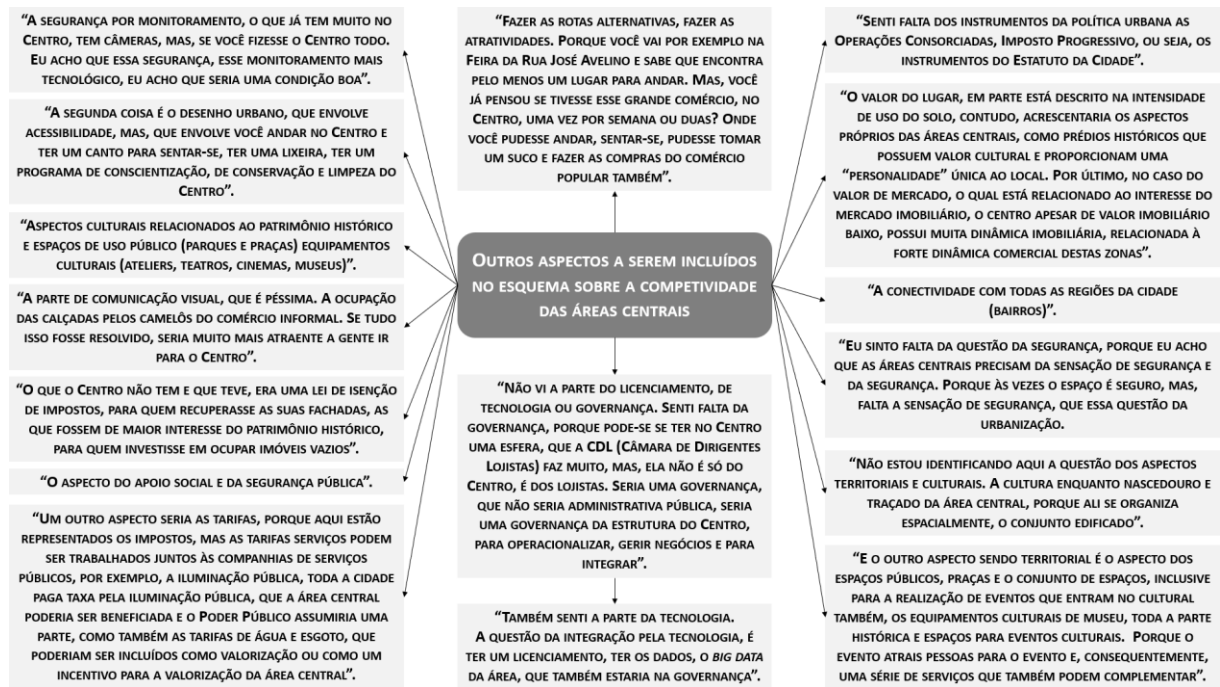 “A SEGURANÇA POR MONITORAMENTO, O QUE JÁ TEM MUITO NO
CENTRO, TEM CÂMERAS, MAS, SE VOCÊ FIZESSE O CENTRO TODO.
EU ACHO QUE ESSA SEGURANÇA, ESSE MONITORAMENTO MAIS
TECNOLÓGICO, EU ACHO QUE SERIA UMA CONDIÇÃO BOA”.
“A SEGUNDA COISA É O DESENHO URBANO, QUE ENVOLVE
ACESSIBILIDADE, MAS, QUE ENVOLVE VOCÊ ANDAR NO CENTRO E
TER UM CANTO PARA SENTAR-SE, TER UMA LIXEIRA, TER UM
PROGRAMA DE CONSCIENTIZAÇÃO, DE CONSERVAÇÃO E LIMPEZA DO
CENTRO”.
“ASPECTOS CULTURAIS RELACIONADOS AO PATRIMÔNIO HISTÓRICO
E ESPAÇOS DE USO PÚBLICO (PARQUES E PRAÇAS) EQUIPAMENTOS
CULTURAIS (ATELIERS, TEATROS, CINEMAS, MUSEUS)”.
“A PARTE DE COMUNICAÇÃO VISUAL, QUE É PÉSSIMA. A OCUPAÇÃO
DAS CALÇADAS PELOS CAMELÔS DO COMÉRCIO INFORMAL. SE TUDO
ISSO FOSSE RESOLVIDO, SERIA MUITO MAIS ATRAENTE A GENTE IR
PARA O CENTRO”.
“O QUE O CENTRO NÃO TEM E QUE TEVE, ERA UMA LEI DE ISENÇÃO
DE IMPOSTOS, PARA QUEM RECUPERASSE AS SUAS FACHADAS, AS
QUE FOSSEM DE MAIOR INTERESSE DO PATRIMÔNIO HISTÓRICO,
PARA QUEM INVESTISSE EM OCUPAR IMÓVEIS VAZIOS”.
“O ASPECTO DO APOIO SOCIAL E DA SEGURANÇA PÚBLICA”.
“UM OUTRO ASPECTO SERIA AS TARIFAS, PORQUE AQUI ESTÃO
REPRESENTADOS OS IMPOSTOS, MAS AS TARIFAS SERVIÇOS PODEM
SER TRABALHADOS JUNTOS ÀS COMPANHIAS DE SERVIÇOS
PÚBLICOS, POR EXEMPLO, A ILUMINAÇÃO PÚBLICA, TODA A CIDADE
PAGA TAXA PELA ILUMINAÇÃO PÚBLICA, QUE A ÁREA CENTRAL
PODERIA SER BENEFICIADA E O PODER PÚBLICO ASSUMIRIA UMA
PARTE, COMO TAMBÉM AS TARIFAS DE ÁGUA E ESGOTO, QUE
PODERIAM SER INCLUÍDOS COMO VALORIZAÇÃO OU COMO UM
INCENTIVO PARA A VALORIZAÇÃO DA ÁREA CENTRAL”.
“FAZER AS ROTAS ALTERNATIVAS, FAZER AS
ATRATIVIDADES. PORQUE VOCÊ VAI POR EXEMPLO NA
FEIRA DA RUA JOSÉ AVELINO E SABE QUE ENCONTRA
PELO MENOS UM LUGAR PARA ANDAR. MAS, VOCÊ
JÁ PENSOU SE TIVESSE ESSE GRANDE COMÉRCIO, NO
CENTRO, UMA VEZ POR SEMANA OU DUAS? ONDE
VOCÊ PUDESSE ANDAR, SENTAR-SE, PUDESSE TOMAR
UM SUCO E FAZER AS COMPRAS DO COMÉRCIO
POPULAR TAMBÉM”.
OUTROS ASPECTOS A SEREM INCLUÍDOS
NO ESQUEMA SOBRE A COMPETIVIDADE
DAS ÁREAS CENTRAIS
“NÃO VI A PARTE DO LICENCIAMENTO, DE
TECNOLOGIA OU GOVERNANÇA. SENTI FALTA DA
GOVERNANÇA, PORQUE PODE-SE SE TER NO CENTRO
UMA ESFERA, QUE A CDL (CÂMARA DE DIRIGENTES
LOJISTAS) FAZ MUITO, MAS, ELA NÃO É SÓ DO
CENTRO, É DOS LOJISTAS. SERIA UMA GOVERNANÇA,
QUE NÃO SERIA ADMINISTRATIVA PÚBLICA, SERIA
UMA GOVERNANÇA DA ESTRUTURA DO CENTRO,
PARA OPERACIONALIZAR, GERIR NEGÓCIOS E PARA
INTEGRAR”.
“TAMBÉM SENTI A PARTE DA TECNOLOGIA.
A QUESTÃO DA INTEGRAÇÃO PELA TECNOLOGIA, É
TER UM LICENCIAMENTO, TER OS DADOS, O BIG DATA
DA ÁREA, QUE TAMBÉM ESTARIA NA GOVERNANÇA”.
“SENTI FALTA DOS INSTRUMENTOS DA POLÍTICA URBANA AS
OPERAÇÕES CONSORCIADAS, IMPOSTO PROGRESSIVO, OU SEJA, OS
INSTRUMENTOS DO ESTATUTO DA CIDADE”.
“O VALOR DO LUGAR, EM PARTE ESTÁ DESCRITO NA INTENSIDADE
DE USO DO SOLO, CONTUDO, ACRESCENTARIA OS ASPECTOS
PRÓPRIOS DAS ÁREAS CENTRAIS, COMO PRÉDIOS HISTÓRICOS QUE
POSSUEM VALOR CULTURAL E PROPORCIONAM UMA
“PERSONALIDADE” ÚNICA AO LOCAL. POR ÚLTIMO, NO CASO DO
VALOR DE MERCADO, O QUAL ESTÁ RELACIONADO AO INTERESSE DO
MERCADO IMOBILIÁRIO, O CENTRO APESAR DE VALOR IMOBILIÁRIO
BAIXO, POSSUI MUITA DINÂMICA IMOBILIÁRIA, RELACIONADA À
FORTE DINÂMICA COMERCIAL DESTAS ZONAS”.
“A CONECTIVIDADE COM TODAS AS REGIÕES DA CIDADE
(BAIRROS)”.
“EU SINTO FALTA DA QUESTÃO DA SEGURANÇA, PORQUE EU ACHO
QUE AS ÁREAS CENTRAIS PRECISAM DA SENSAÇÃO DE SEGURANÇA E
DA SEGURANÇA. PORQUE ÀS VEZES O ESPAÇO É SEGURO, MAS,
FALTA A SENSAÇÃO DE SEGURANÇA, QUE ESSA QUESTÃO DA
URBANIZAÇÃO.
“NÃO ESTOU IDENTIFICANDO AQUI A QUESTÃO DOS ASPECTOS
TERRITORIAIS E CULTURAIS. A CULTURA ENQUANTO NASCEDOURO E
TRAÇADO DA ÁREA CENTRAL, PORQUE ALI SE ORGANIZA
ESPACIALMENTE, O CONJUNTO EDIFICADO”.
“E O OUTRO ASPECTO SENDO TERRITORIAL É O ASPECTO DOS
ESPAÇOS PÚBLICOS, PRAÇAS E O CONJUNTO DE ESPAÇOS, INCLUSIVE
PARA A REALIZAÇÃO DE EVENTOS QUE ENTRAM NO CULTURAL
TAMBÉM, OS EQUIPAMENTOS CULTURAIS DE MUSEU, TODA A PARTE
HISTÓRICA E ESPAÇOS PARA EVENTOS CULTURAIS. PORQUE O
EVENTO ATRAIS PESSOAS PARA O EVENTO E, CONSEQUENTEMENTE,
UMA SÉRIE DE SERVIÇOS QUE TAMBÉM PODEM COMPLEMENTAR”.